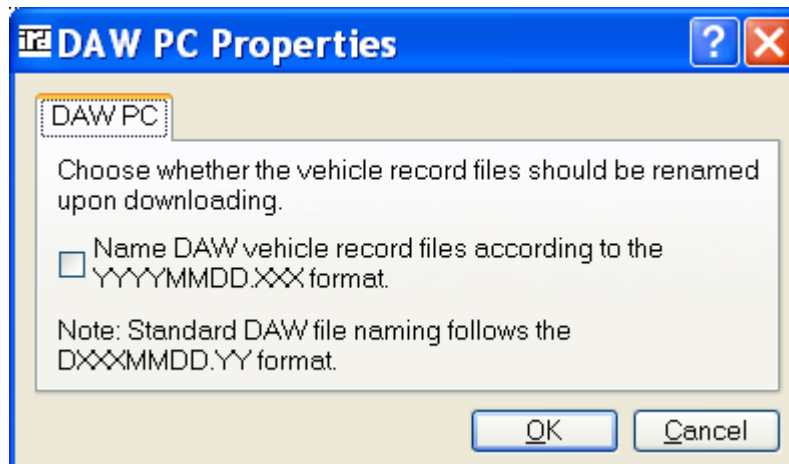 ird DAW PC Properties
DAW PC
Choose whether the vehicle record files should be renamed
upon downloading.
Name DAW vehicle record files according to the
YYYYMMDD.XXX format.
Note: Standard DAW file naming follows the
DXXXMMDD.YY format.
OK Cancel